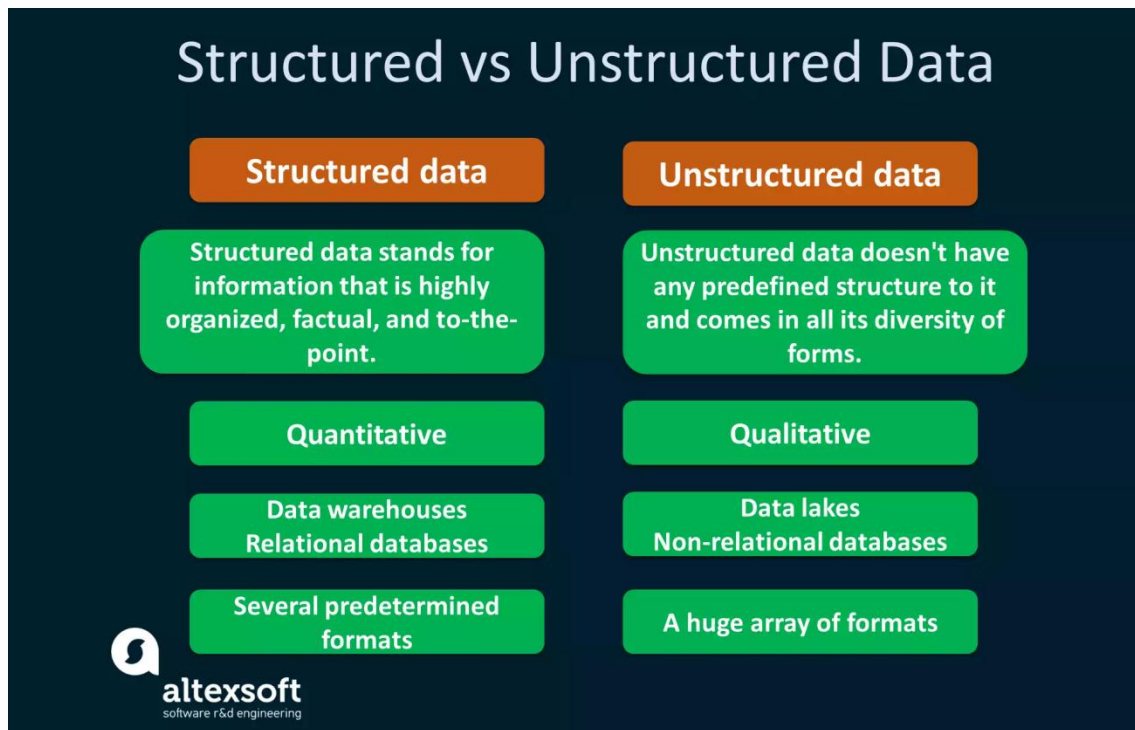 Structured vs Unstructured Data
Structured data
Structured data stands for
information that is highly
organized, factual, and to-the-
point.
Quantitative
Data warehouses
Relational databases
Several predetermined
formats
Unstructured data
Unstructured data doesn't have
any predefined structure to it
and comes in all its diversity of
forms.
Qualitative
Data lakes
Non-relational databases
A huge array of formats
altexsoft
software r&d engineering